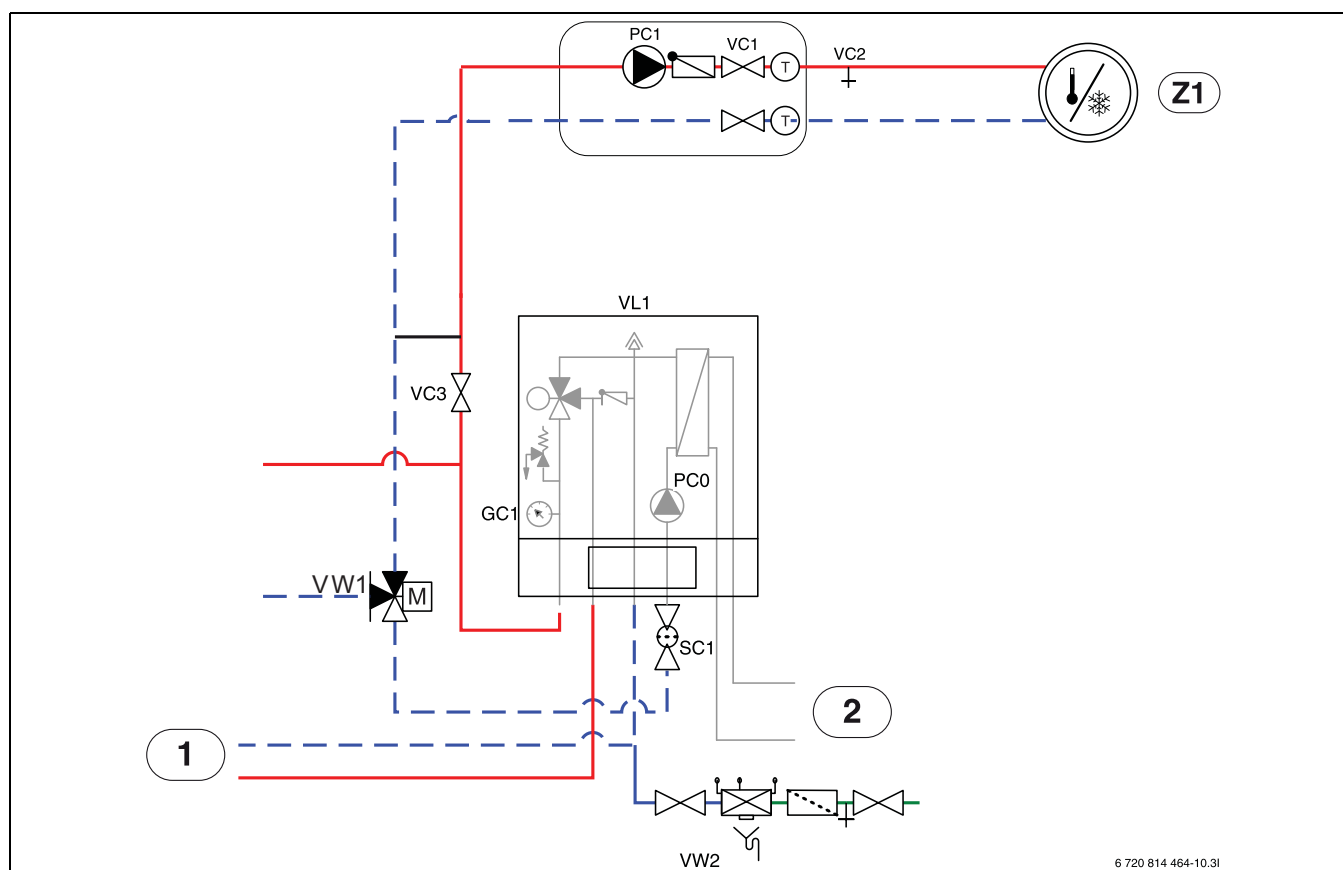 PC1
VC1
VC2
T
T
Z1
VL1
VC3
PC0
GC1
VW1
M
SC1
2
1
VW2
6 720 814 464-10.3I